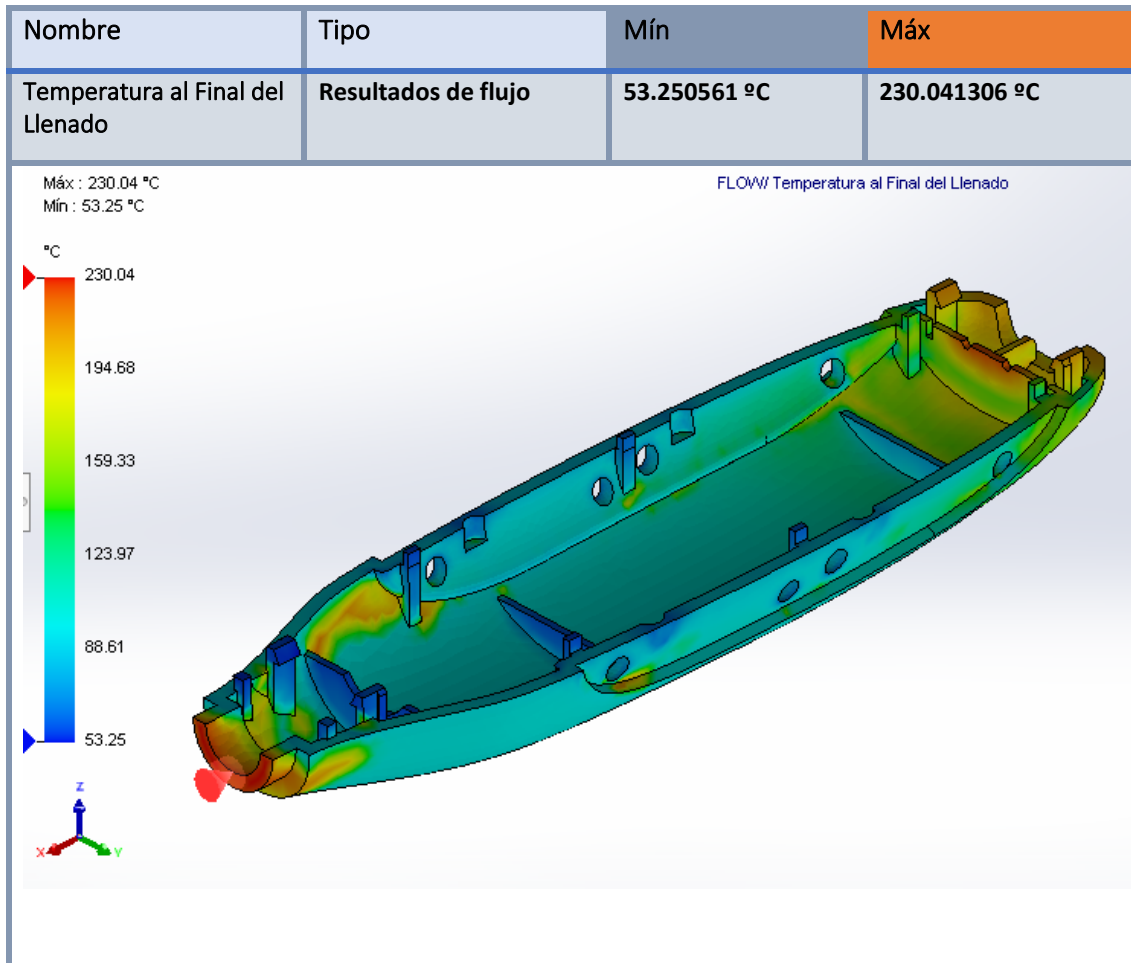 Nombre
Tipo
Mín
Máx
Temperatura al Final del
Llenado
Resultados de flujo
53.250561 ºC
230.041306 ºC
Máx : 230.04 °C
Mín : 53.25 °C
FLOW/ Temperatura al Final del Llenado
°C
230.04
194.68
159.33
123.97
88.61
53.25
Z
X
Y